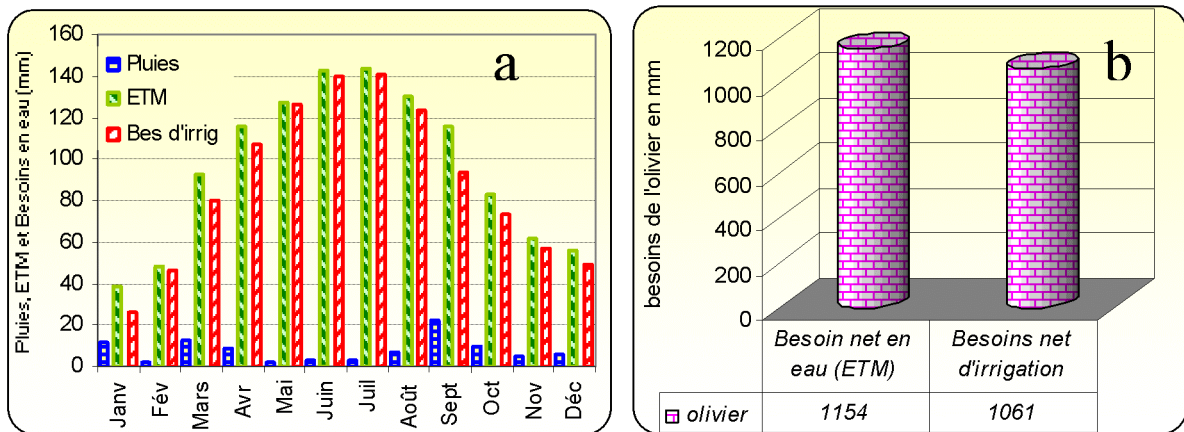 Pluies, ETM et Besoins en eau (mm)
160
140
120
100
80
60
40
20
0
Pluies
ETM
Bes d'irrig
a
Janv
Fév
Mars
Avr
Mai
Juin
Juil
Août
Sept
Oct
Nov
Déc
b
besoins de l'olivier en mm
1200
1000
800
600
400
200
0
Besoin net en
eau (ETM)
Besoins net
d'irrigation
olivier 1154 1061